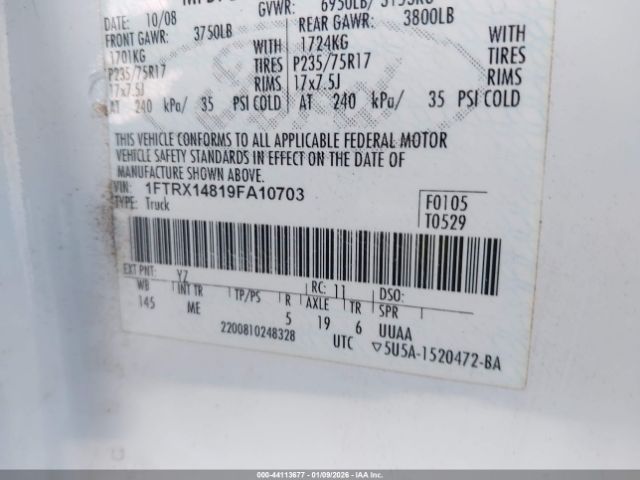 GVWR: 6950LB/
DATE: 10/08
FRONT GAWR: 3750LB REAR GAWR: 3800LB
1701KG WITH 1724KG WITH
P235/75R17 TIRES P235/75R17 TIRES
17x7.5J RIMS 17x7.5J RIMS
AT 240 kPa/ 35 PSI COLD AT 240 kPa/ 35 PSI COLD
THIS VEHICLE CONFORMS TO ALL APPLICABLE FEDERAL MOTOR
VEHICLE SAFETY STANDARDS IN EFFECT ON THE DATE OF
MANUFACTURE SHOWN ABOVE.
VIN: 1FTRX14819FA10703
TYPE: Truck
F0105
T0529
EXT PNT: YZ RC: 11 DSO:
WB INT TR TP/PS R AXLE TR SPR
145 ME 5 19 6 UUAA
2200810248328 UTC ▽5U5A-1520472-BA
000-44113677 - 01/09/2026 - IAA.com